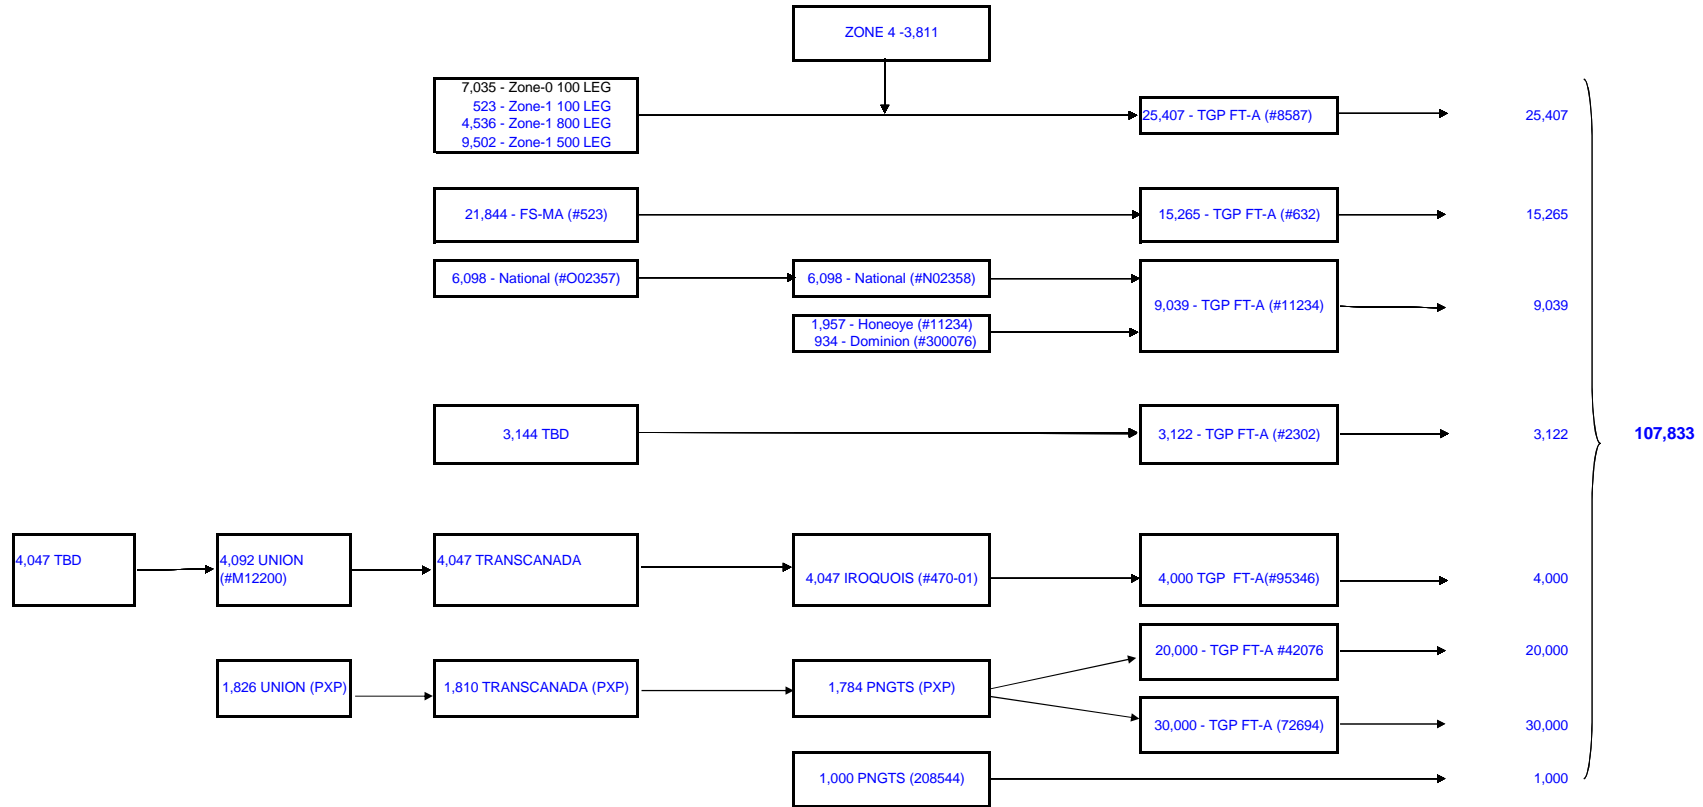 ZONE 4 -3,811
7,035 - Zone-0 100 LEG
523 - Zone-1 100 LEG
4,536 - Zone-1 800 LEG
9,502 - Zone-1 500 LEG
25,407 - TGP FT-A (#8587)
25,407
21,844 - FS-MA (#523)
15,265 - TGP FT-A (#632)
15,265
6,098 - National (#O02357)
6,098 - National (#N02358)
1,957 - Honeoye (#11234)
934 - Dominion (#300076)
9,039 - TGP FT-A (#11234)
9,039
3,144 TBD
3,122 - TGP FT-A (#2302)
3,122
107,833
4,047 TBD
4,092 UNION
(#M12200)
4,047 TRANSCANADA
4,047 IROQUOIS (#470-01)
4,000 TGP  FT-A(#95346)
4,000
1,826 UNION (PXP)
1,810 TRANSCANADA (PXP)
1,784 PNGTS (PXP)
20,000 - TGP FT-A #42076
20,000
30,000 - TGP FT-A (72694)
30,000
1,000 PNGTS (208544)
1,000